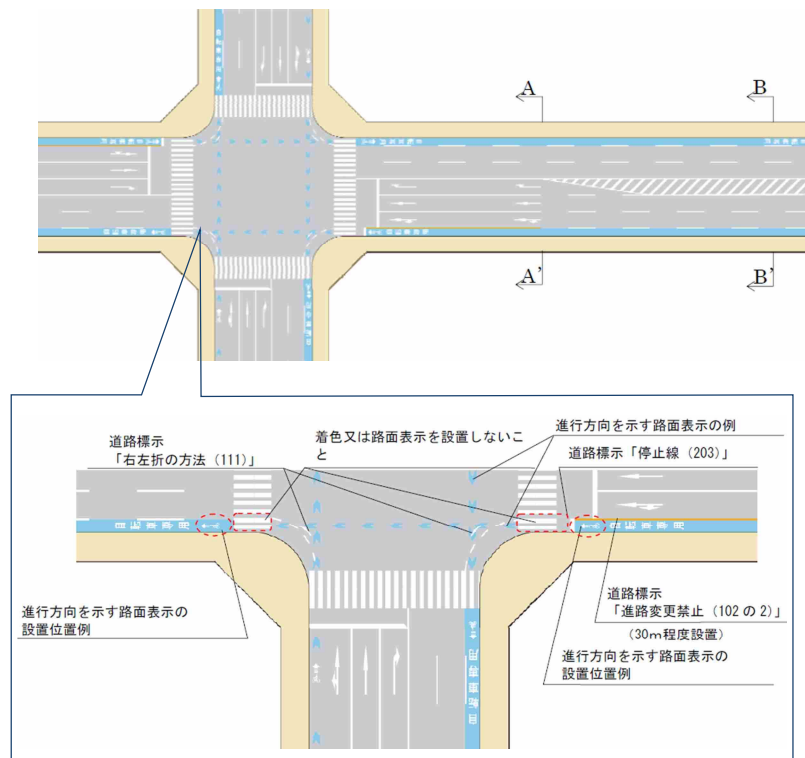 A
B
A'
B'
進行方向を示す路面表示の例
着色又は路面表示を設置しないこ
と
道路標示
「右左折の方法（111）」
道路標示「停止線（203）」
自転車専用
自転車専用
進行方向を示す路面表示の
設置位置例
道路標示
「進路変更禁止（102の2）」
（30m程度設置）
進行方向を示す路面表示の
設置位置例
自転車専用